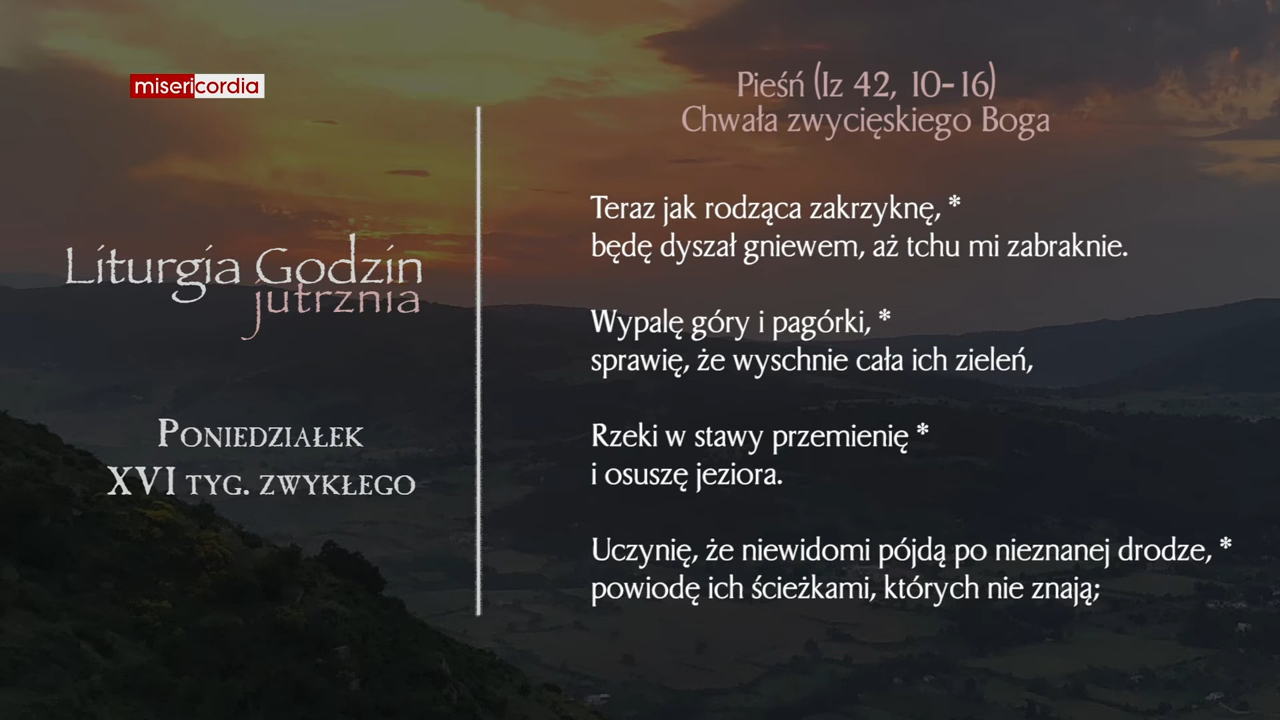 misericordia
Liturgia Godzin
jutrznia
Poniedziałek
XVI tyg. zwykłego
Pieśń (Iz 42, 10-16)
Chwała zwycięskiego Boga
Teraz jak rodząca zakrzyknę, *
będę dyszał gniewem, aż tchu mi zabraknie.
Wypalę góry i pagórki, *
sprawię, że wyschnie cała ich zieleń,
Rzeki w stawy przemienię *
i osuszę jeziora.
Uczynię, że niewidomi pójdą po nieznanej drodze, *
powiodę ich ścieżkami, których nie znają;